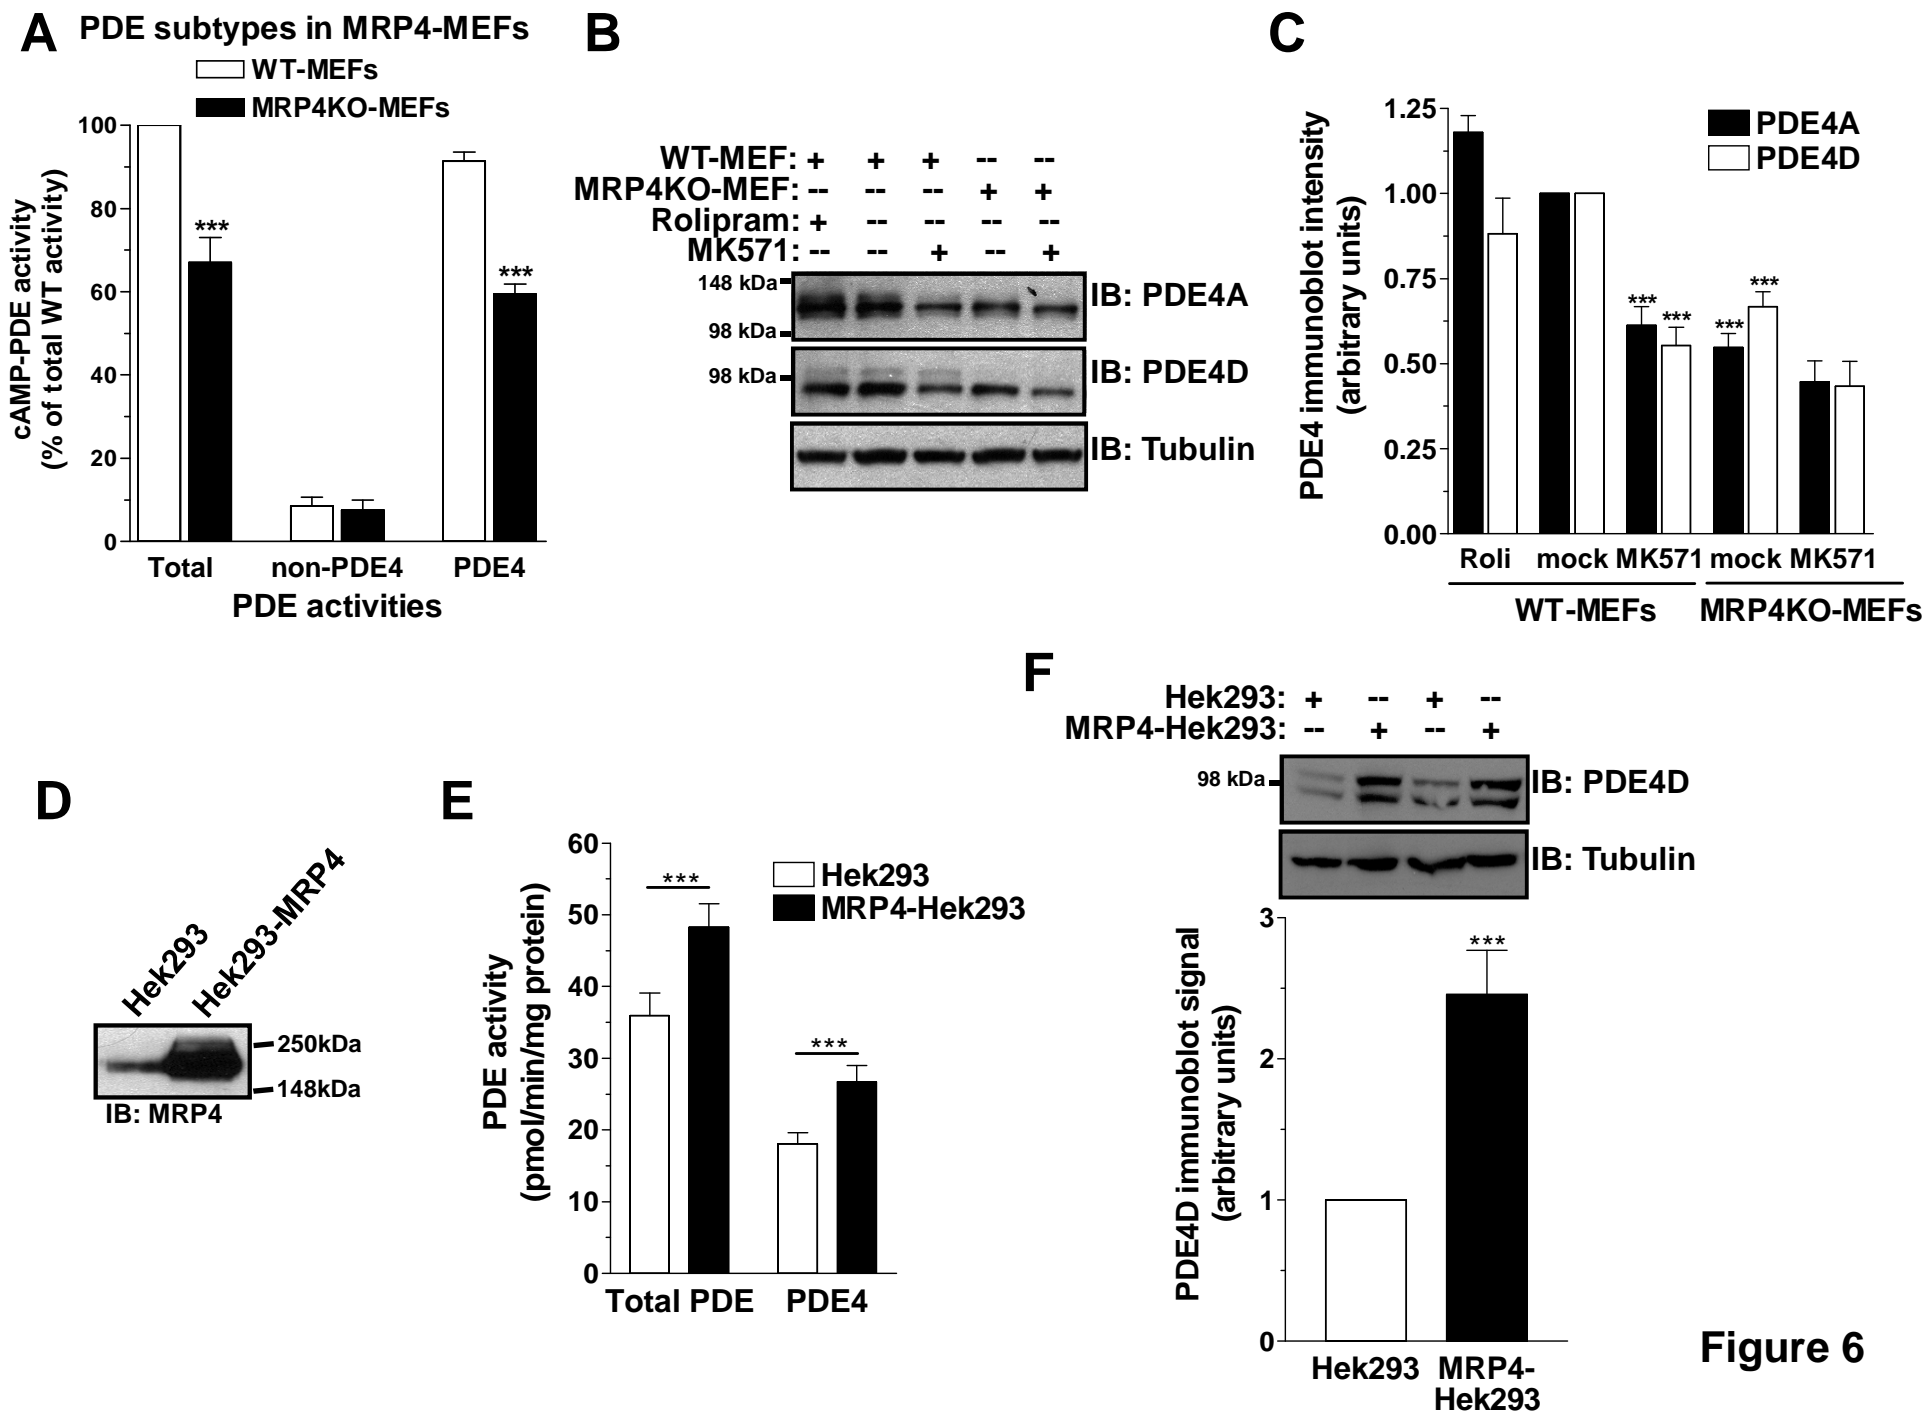 A PDE subtypes in MRP4-MEFs
WT-MEFs
MRP4KO-MEFs
cAMP-PDE activity
(% of total WT activity)
100
80
60
40
20
0
***
***
Total non-PDE4 PDE4
PDE activities
B
WT-MEF: + + + -- --
MRP4KO-MEF: -- -- -- + +
Rolipram: + -- -- -- --
MK571: -- -- + -- +
148 kDa
98 kDa
IB: PDE4A
98 kDa
IB: PDE4D
IB: Tubulin
C
PDE4 immunoblot intensity
(arbitrary units)
1.25
1.00
0.75
0.50
0.25
0.00
PDE4A
PDE4D
***
***
***
***
Roli mock MK571 mock MK571
WT-MEFs MRP4KO-MEFs
D
Hek293
Hek293-MRP4
250kDa
148kDa
IB: MRP4
E
PDE activity
(pmol/min/mg protein)
60
50
40
30
20
10
0
Hek293
MRP4-Hek293
***
***
Total PDE PDE4
F
Hek293: + -- + --
MRP4-Hek293: -- + -- +
98 kDa
IB: PDE4D
IB: Tubulin
PDE4D immunoblot signal
(arbitrary units)
3
2
1
0
***
Hek293 MRP4-
Hek293
Figure 6